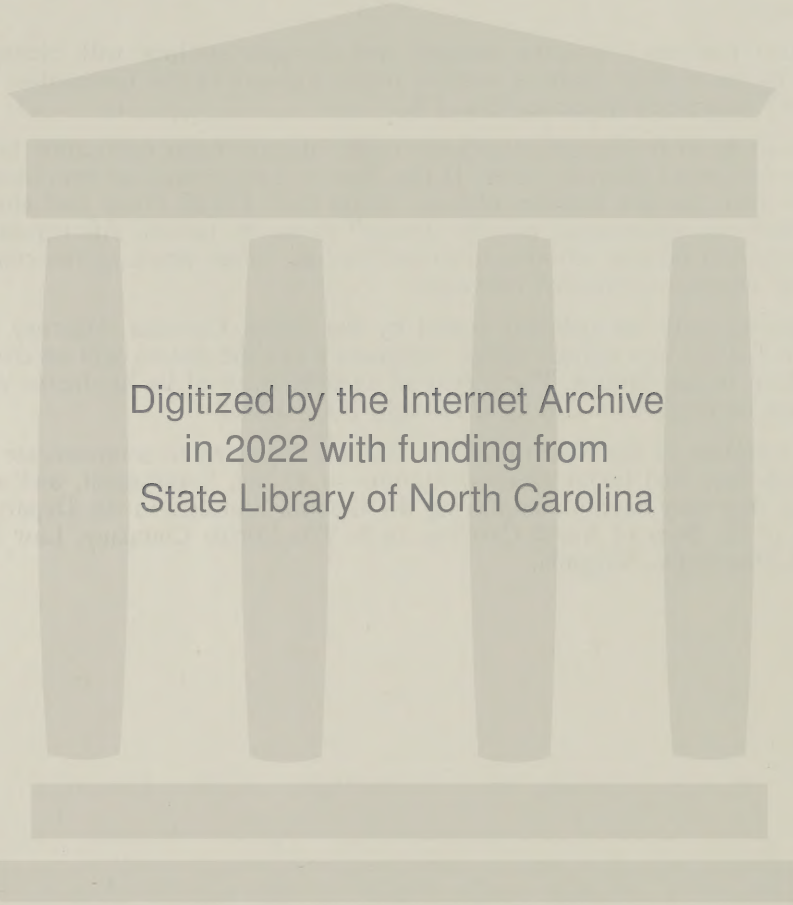 Digitized by the Internet Archive
in 2022 with funding from
State Library of North Carolina